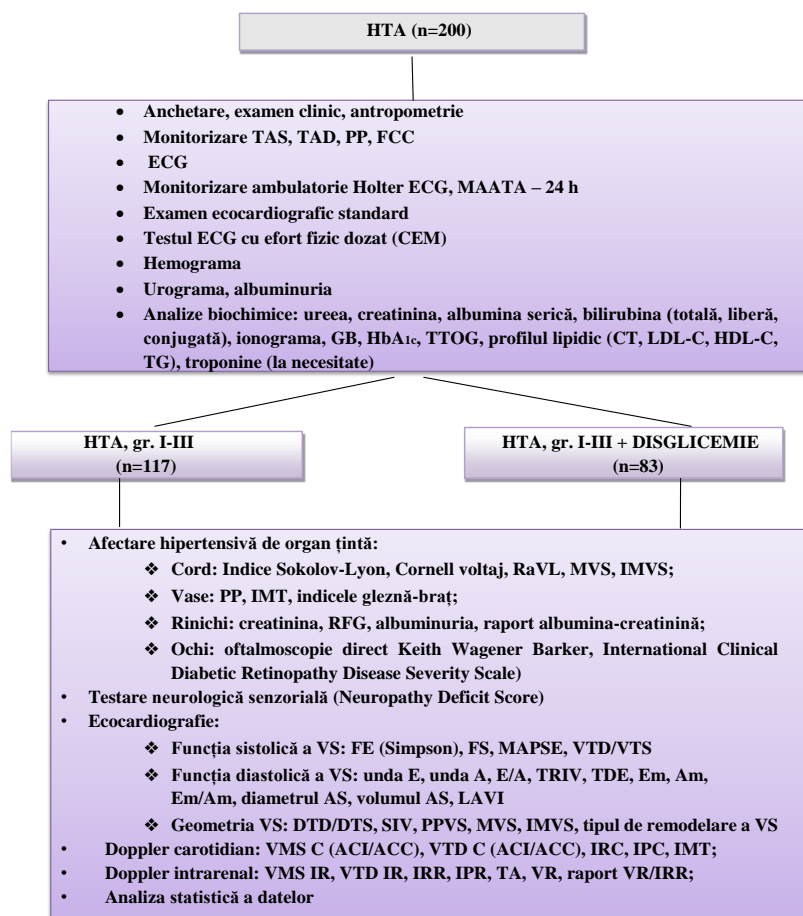 HTA (n=200)
• Anchetare, examen clinic, antropometrie
• Monitorizare TAS, TAD, PP, FCC
• ECG
• Monitorizare ambulatorie Holter ECG, MAATA – 24 h
• Examen ecocardiografic standard
• Testul ECG cu efort fizic dozat (CEM)
• Hemograma
• Urograma, albuminuria
• Analize biochimice: ureea, creatinina, albumina serică, bilirubina (totală, liberă,
conjugată), ionograma, GB, HbA1c, TTOG, profilul lipidic (CT, LDL-C, HDL-C,
TG), troponine (la necesitate)
HTA, gr. I-III
(n=117)
HTA, gr. I-III + DISGLICEMIE
(n=83)
• Afectare hipertensivă de organ țintă:
❖ Cord: Indice Sokolov-Lyon, Cornell voltaj, RaVL, MVS, IMVS;
❖ Vase: PP, IMT, indicele gleznă-braț;
❖ Rinichi: creatinina, RFG, albuminuria, raport albumina-creatinină;
❖ Ochi: oftalmoscopie direct Keith Wagener Barker, International Clinical
Diabetic Retinopathy Disease Severity Scale)
• Testare neurologică senzorială (Neuropathy Deficit Score)
• Ecocardiografie:
❖ Funcția sistolică a VS: FE (Simpson), FS, MAPSE, VTD/VTS
❖ Funcția diastolică a VS: unda E, unda A, E/A, TRIV, TDE, Em, Am,
Em/Am, diametrul AS, volumul AS, LAVI
❖ Geometria VS: DTD/DTS, SIV, PPVS, MVS, IMVS, tipul de remodelare a VS
• Doppler carotidian: VMS C (ACI/ACC), VTD C (ACI/ACC), IRC, IPC, IMT;
• Doppler intrarenal: VMS IR, VTD IR, IRR, IPR, TA, VR, raport VR/IRR;
• Analiza statistică a datelor